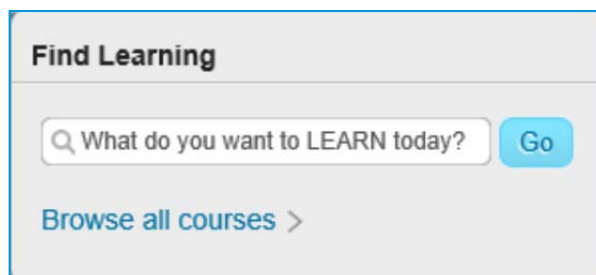 Find Learning
What do you want to LEARN today? Go
Browse all courses >